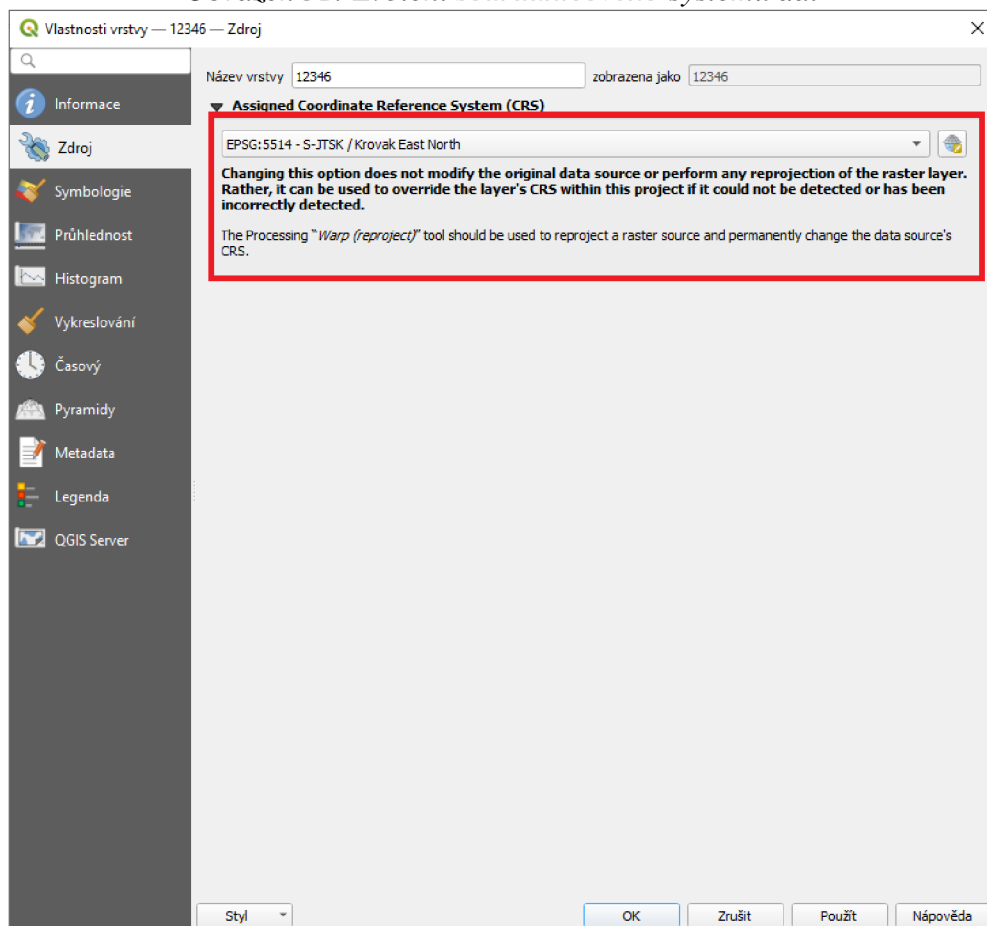 Vlastnosti vrstvy — 12346 — Zdroj
Název vrstvy 12346 zobrazena jako 12346
Informace
Assigned Coordinate Reference System (CRS)
Zdroj
EPSG:5514 - S-JTSK / Krovak East North
Changing this option does not modify the original data source or perform any reprojection of the raster layer.
Rather, it can be used to override the layer's CRS within this project if it could not be detected or has been
incorrectly detected.
The Processing "Warp (reproject)" tool should be used to reproject a raster source and permanently change the data source's
CRS.
Symbologie
Průhlednost
Histogram
Vykreslování
Časový
Pyramidy
Metadata
Legenda
QGIS Server
Styl OK Zrušit Použít Nápověda